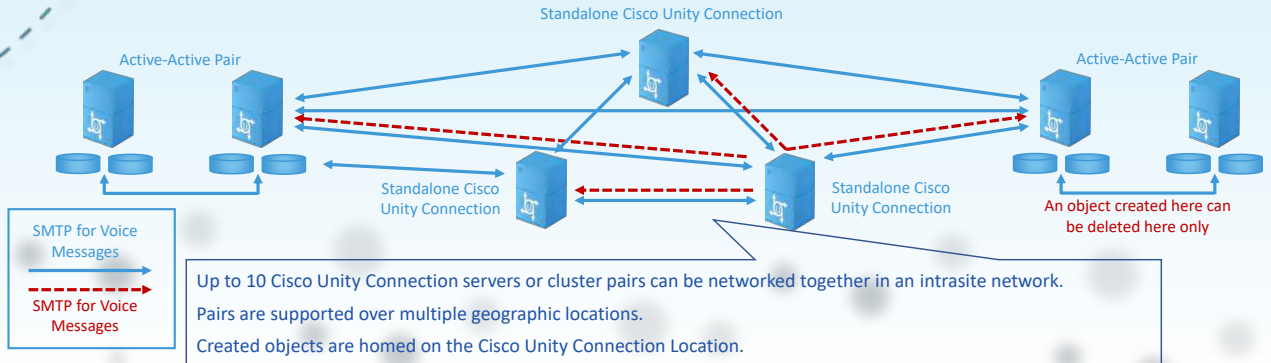 Standalone Cisco Unity Connection
Active-Active Pair
Active-Active Pair
Standalone Cisco
Unity Connection
Standalone Cisco
Unity Connection
An object created here can
be deleted here only
SMTP for Voice
Messages
SMTP for Voice
Messages
Up to 10 Cisco Unity Connection servers or cluster pairs can be networked together in an intrasite network.
Pairs are supported over multiple geographic locations.
Created objects are homed on the Cisco Unity Connection Location.